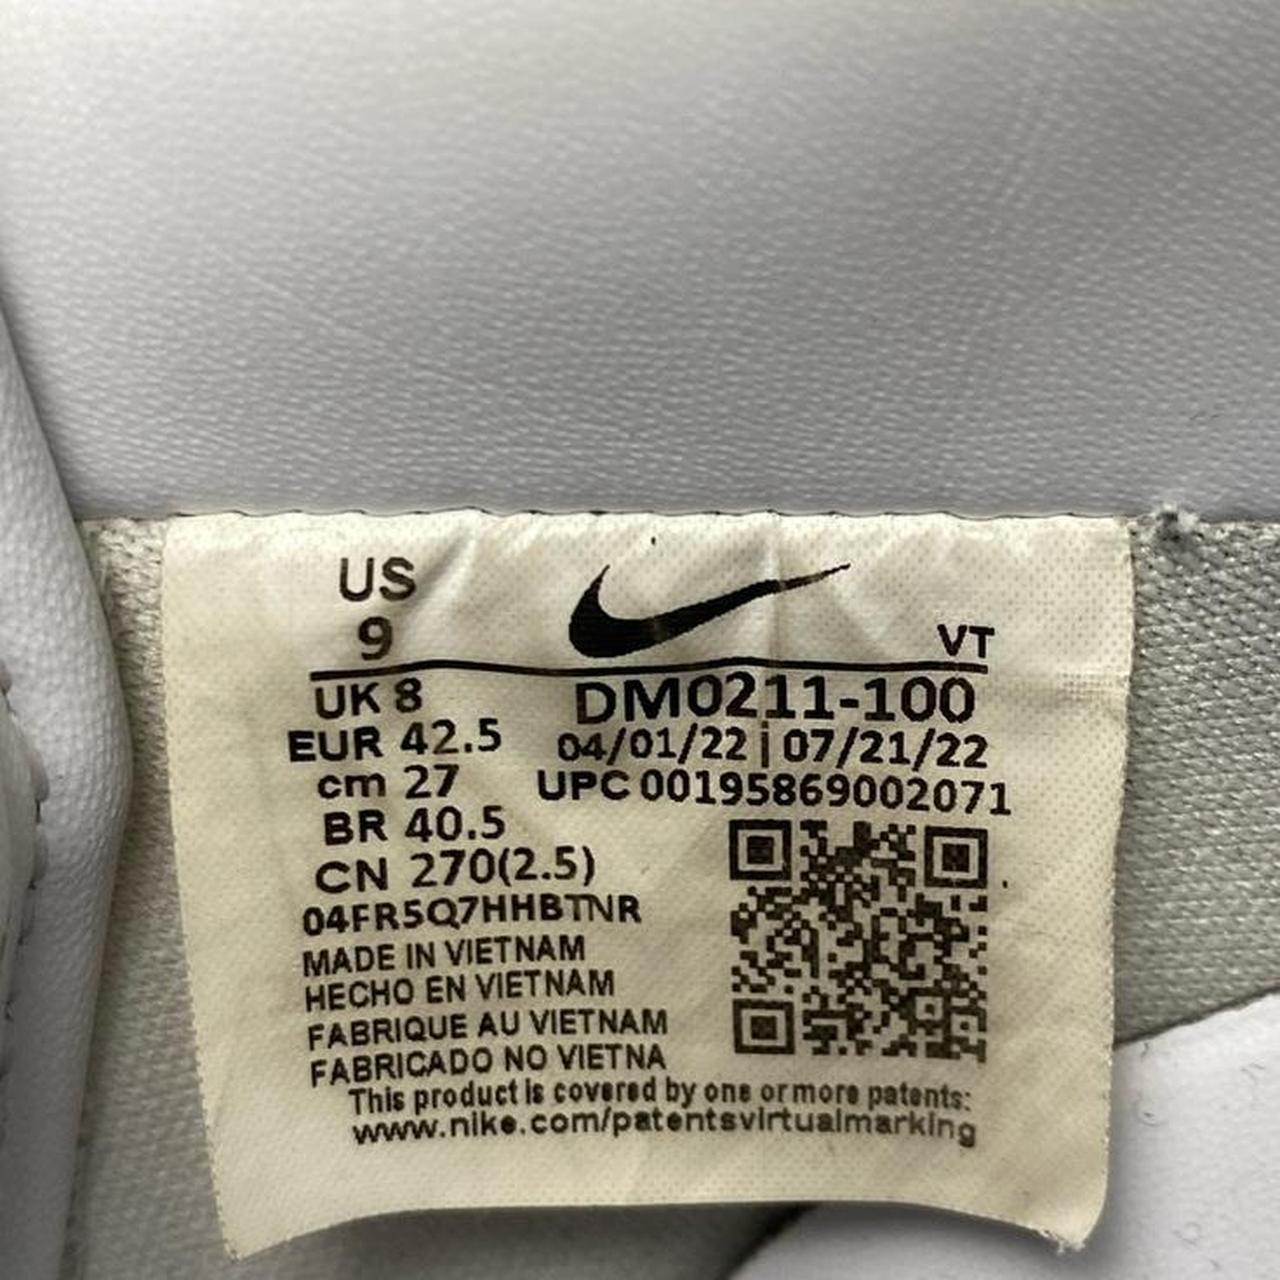 US
9
VT
UK 8
DM0211-100
EUR 42.5
04/01/22 | 07/21/22
cm 27
UPC 00195869002071
BR 40.5
CN 270(2.5)
04FR5Q7HHBTNR
MADE IN VIETNAM
HECHO EN VIETNAM
FABRIQUE AU VIETNAM
FABRICADO NO VIETNA
This product is covered by one or more patents:
www.nike.com/patentsvirtualmarking